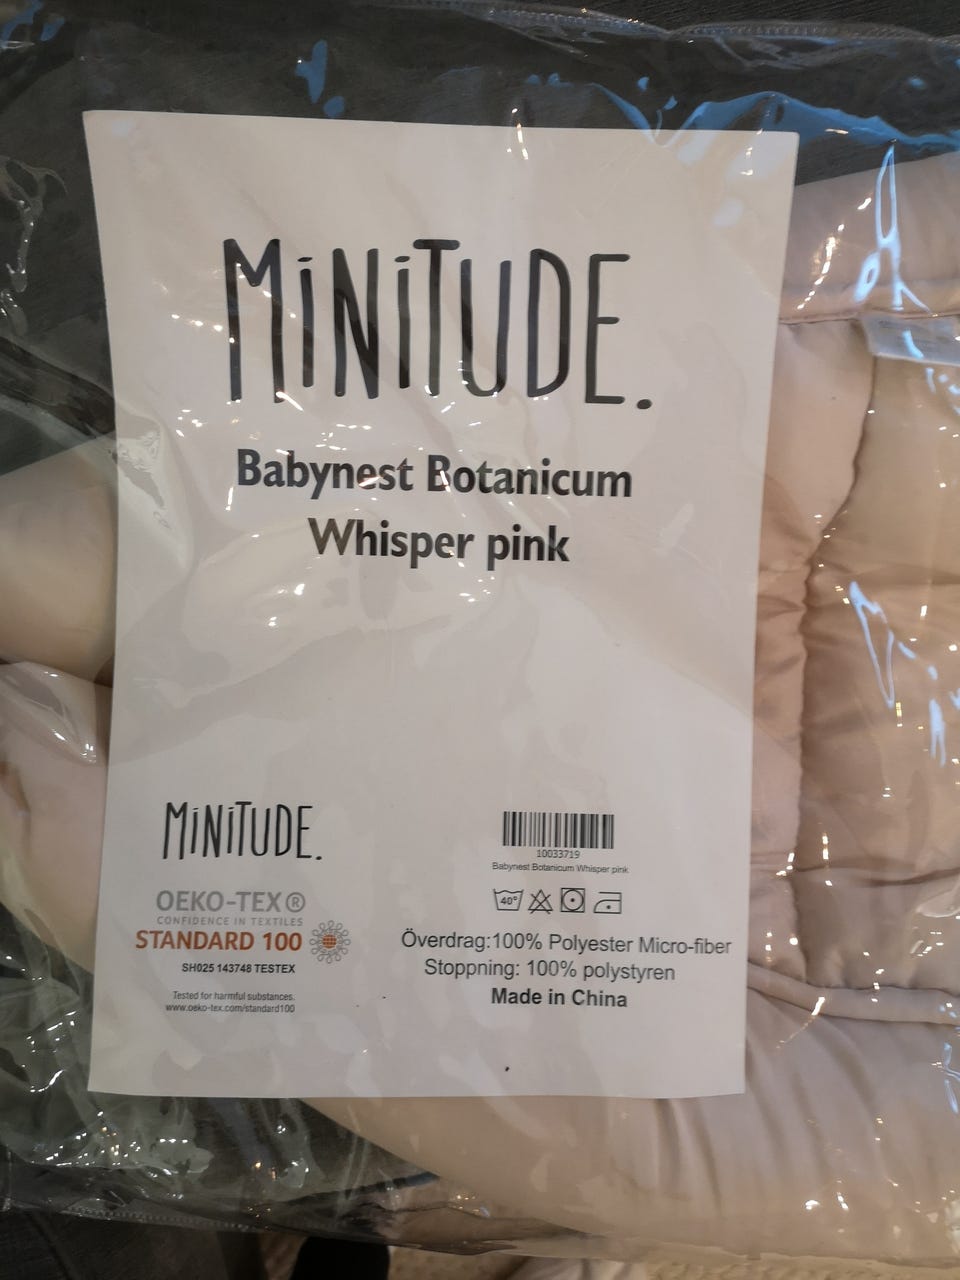 MINITUDE.
Babynest Botanicum
Whisper pink
MINITUDE.
OEKO-TEX®
CONFIDENCE IN TEXTILES
STANDARD 100
SH025 143748 TESTEX
Tested for harmful substances.
www.oeko-tex.com/standard100
10033719
Babynest Botanicum Whisper pink
40°
Överdrag:100% Polyester Micro-fiber
Stoppning: 100% polystyren
Made in China